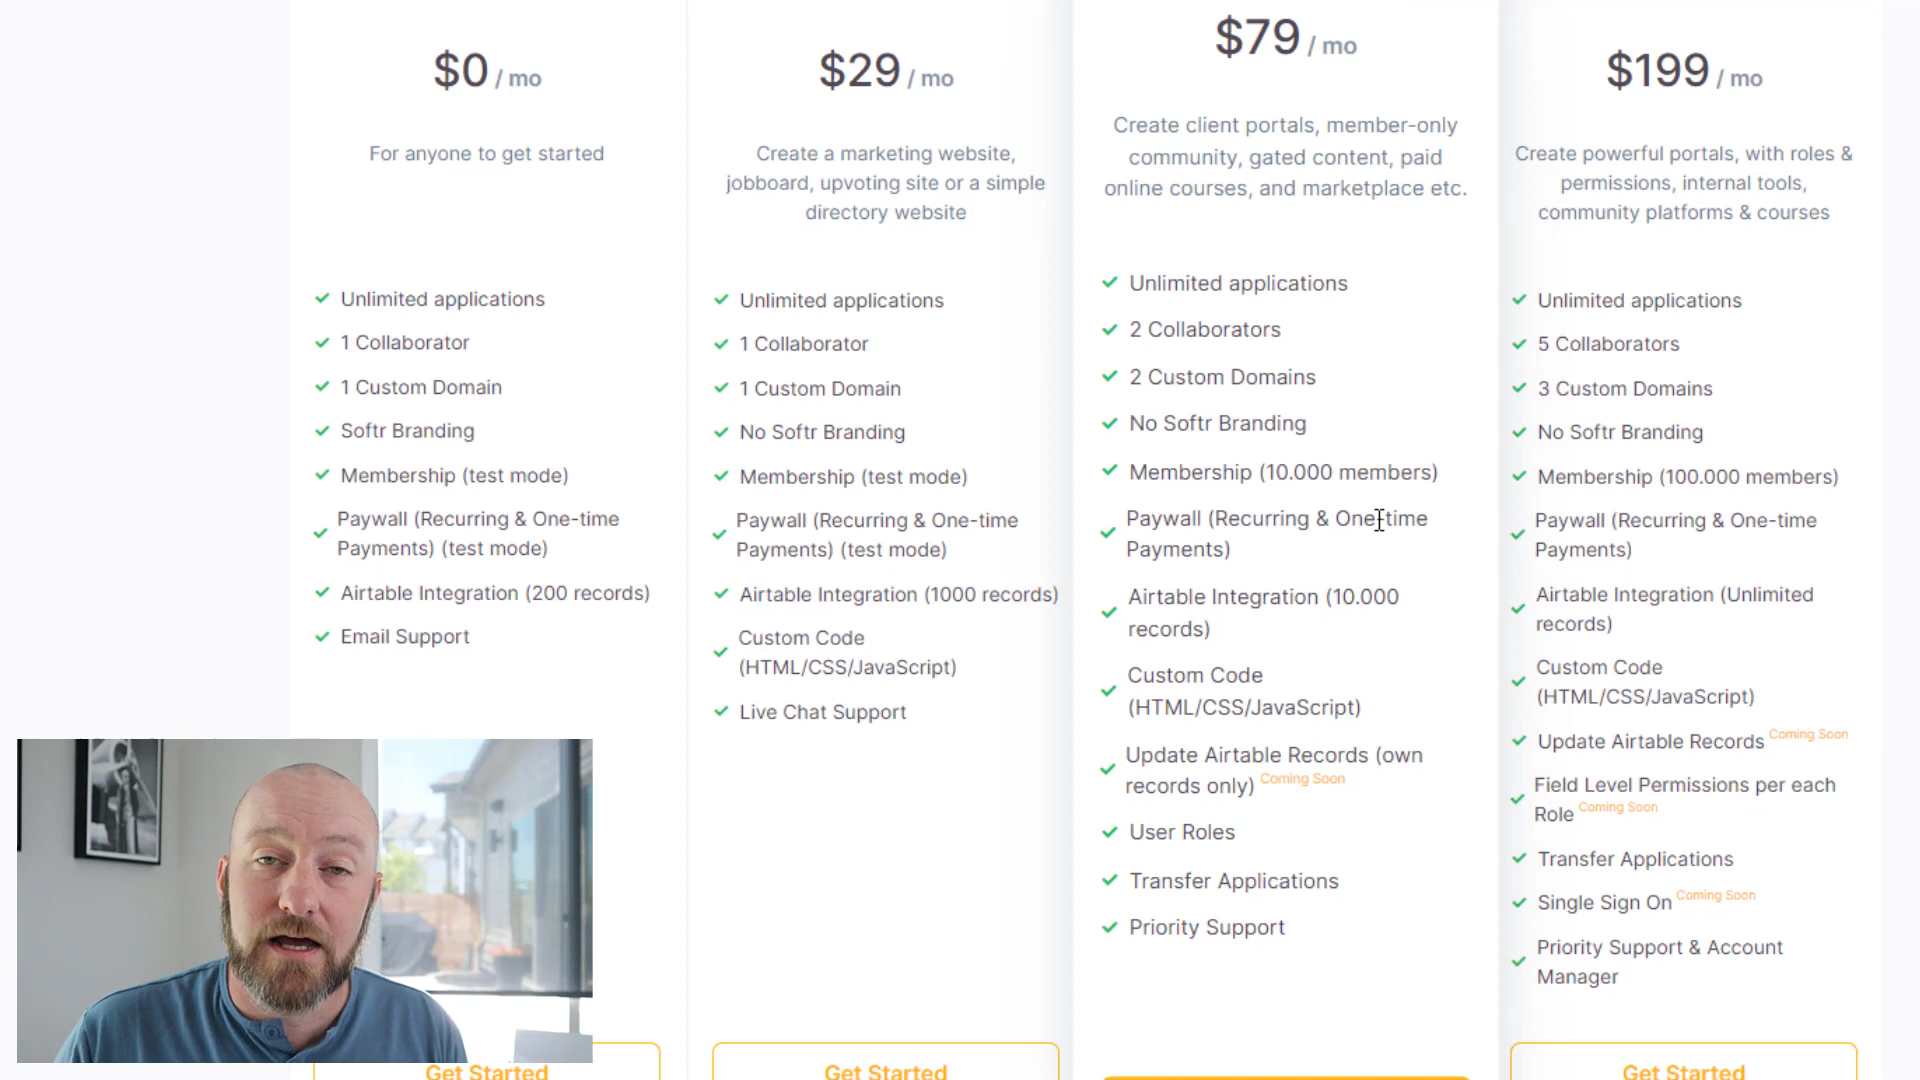 $0 / mo
For anyone to get started
Unlimited applications
1 Collaborator
1 Custom Domain
Softr Branding
Membership (test mode)
Paywall (Recurring & One-time
Payments) (test mode)
Airtable Integration (200 records)
Email Support
Get Started
$29 / mo
Create a marketing website,
jobboard, upvoting site or a simple
directory website
Unlimited applications
1 Collaborator
1 Custom Domain
No Softr Branding
Membership (test mode)
Paywall (Recurring & One-time
Payments) (test mode)
Airtable Integration (1000 records)
Custom Code
(HTML/CSS/JavaScript)
Live Chat Support
Get Started
$79 / mo
Create client portals, member-only
community, gated content, paid
online courses, and marketplace etc.
Unlimited applications
2 Collaborators
2 Custom Domains
No Softr Branding
Membership (10.000 members)
Paywall (Recurring & One-time
Payments)
Airtable Integration (10.000
records)
Custom Code
(HTML/CSS/JavaScript)
Update Airtable Records (own
records only) Coming Soon
User Roles
Transfer Applications
Priority Support
$199 / mo
Create powerful portals, with roles &
permissions, internal tools,
community platforms & courses
Unlimited applications
5 Collaborators
3 Custom Domains
No Softr Branding
Membership (100.000 members)
Paywall (Recurring & One-time
Payments)
Airtable Integration (Unlimited
records)
Custom Code
(HTML/CSS/JavaScript)
Update Airtable Records Coming Soon
Field Level Permissions per each
Role Coming Soon
Transfer Applications
Single Sign On Coming Soon
Priority Support & Account
Manager
Get Started